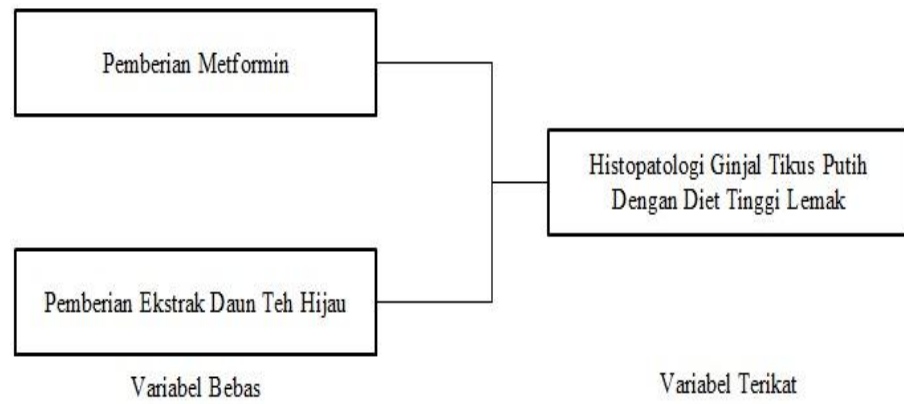 Pemberian Metformin
Histopatologi Ginjal Tikus Putih
Dengan Diet Tinggi Lemak
Pemberian Ekstrak Daun Teh Hijau
Variabel Bebas
Variabel Terikat